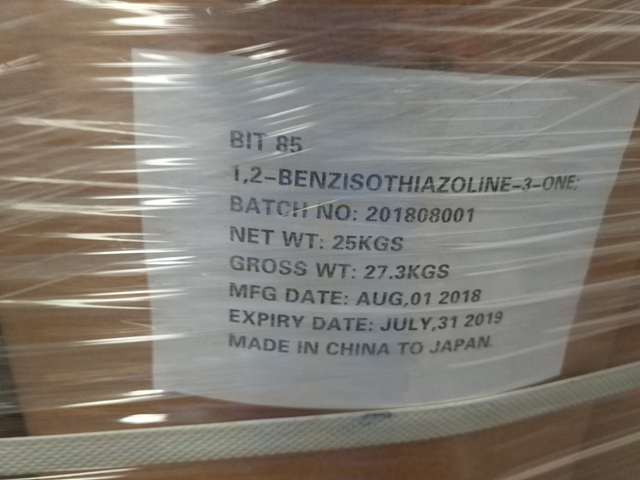 BIT 85
1,2-BENZISOTHIAZOLINE-3-ONE;
BATCH NO: 201808001
NET WT: 25KGS
GROSS WT: 27.3KGS
MFG DATE: AUG,01 2018
EXPIRY DATE: JULY,31 2019
MADE IN CHINA TO JAPAN.